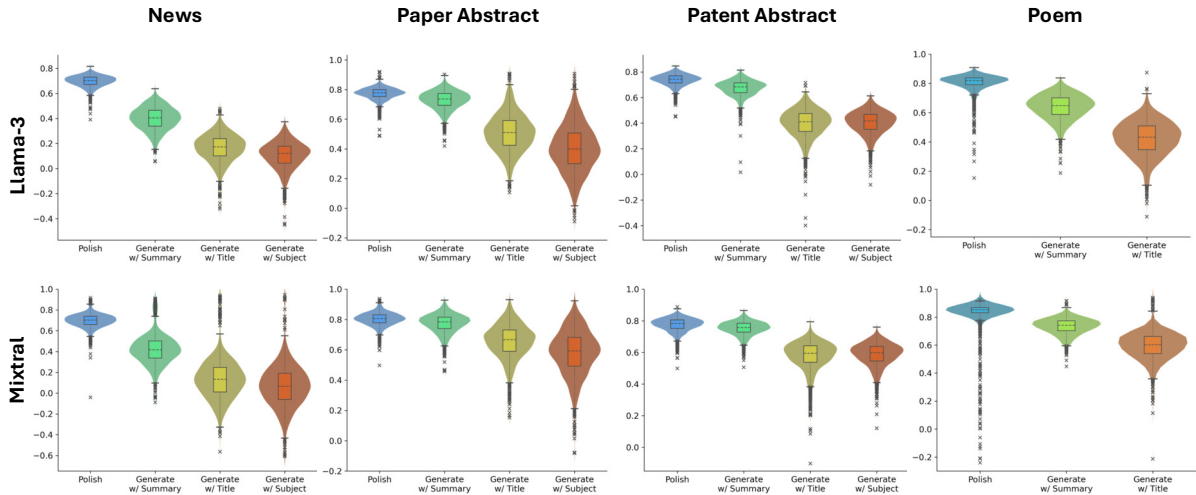 News
Paper Abstract
Patent Abstract
Poem
Llama-3
0.8
0.6
0.4
0.2
0.0
−0.2
−0.4
Polish
Generate
w/ Summary
Generate
w/ Title
Generate
w/ Subject
1.0
0.8
0.6
0.4
0.2
0.0
−0.2
Polish
Generate
w/ Summary
Generate
w/ Title
Generate
w/ Subject
0.8
0.6
0.4
0.2
0.0
−0.2
−0.4
Polish
Generate
w/ Summary
Generate
w/ Title
Generate
w/ Subject
1.0
0.8
0.6
0.4
0.2
0.0
−0.2
Polish
Generate
w/ Summary
Generate
w/ Title
Mixtral
1.0
0.8
0.6
0.4
0.2
0.0
−0.2
−0.4
−0.6
Polish
Generate
w/ Summary
Generate
w/ Title
Generate
w/ Subject
1.0
0.8
0.6
0.4
0.2
0.0
Polish
Generate
w/ Summary
Generate
w/ Title
Generate
w/ Subject
1.0
0.8
0.6
0.4
0.2
0.0
Polish
Generate
w/ Summary
Generate
w/ Title
Generate
w/ Subject
1.0
0.8
0.6
0.4
0.2
0.0
−0.2
Polish
Generate
w/ Summary
Generate
w/ Title